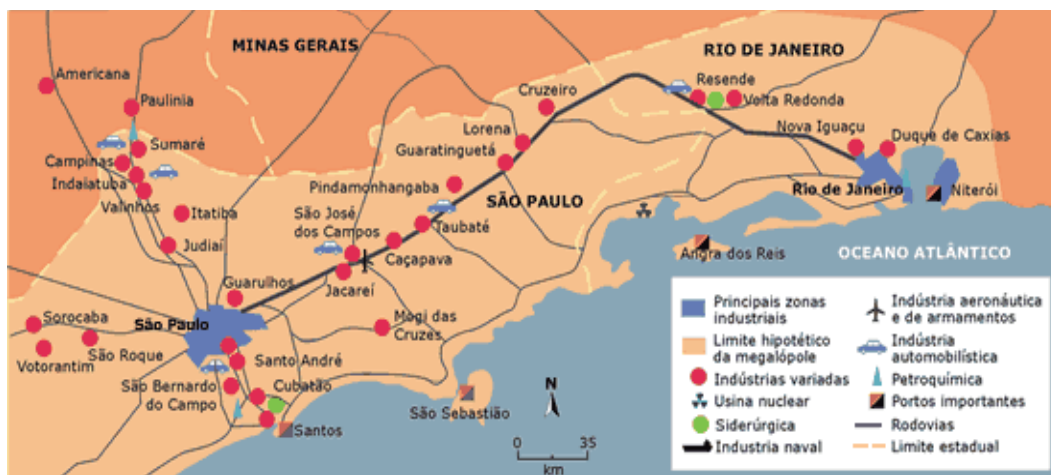 MINAS GERAIS
RIO DE JANEIRO
Americana
Paulinia
Sumaré
Campinas
Indaiatuba
Valinhos
Itatiba
Judiaí
Guarulhos
São Paulo
Sorocaba
São Roque
Votorantim
Santo André
São Bernardo
do Campo
Cubatão
Santos
Mogi das
Cruzes
São Sebastião
Jacareí
São José
dos Campos
Caçapava
Taubaté
Pindamonhangaba
SÃO PAULO
Guaratinguetá
Lorena
Cruzeiro
Resende
Volta Redonda
Nova Iguaçu
Duque de Caxias
Rio de Janeiro
Niterói
Angra dos Reis
OCEANO ATLÂNTICO
N
0 35
km
Principais zonas
industriais
Limite hipotético
da megalópole
Indústrias variadas
Usina nuclear
Siderúrgica
Industria naval
Indústria aeronáutica
e de armamentos
Indústria
automobilística
Petroquímica
Portos importantes
Rodovias
Limite estadual